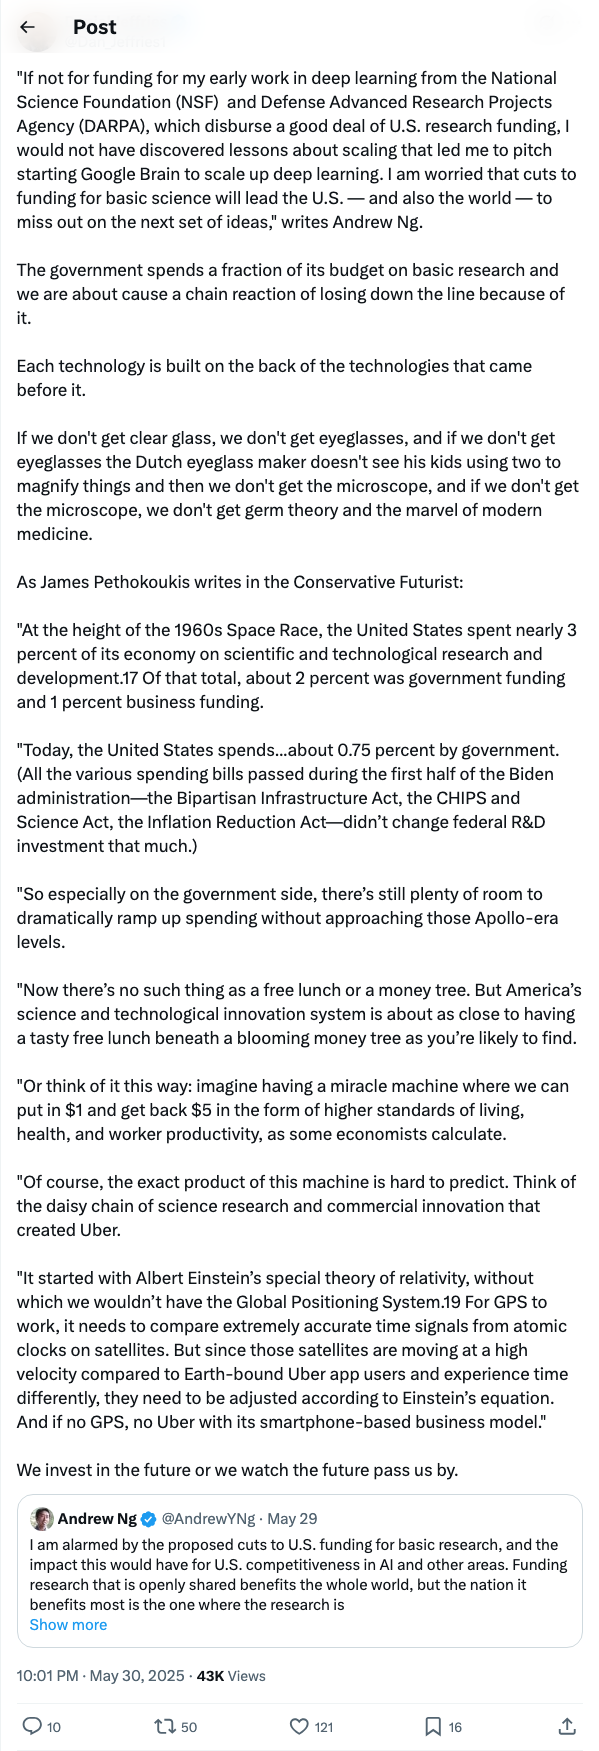 Post
"If not for funding for my early work in deep learning from the National
Science Foundation (NSF)  and Defense Advanced Research Projects
Agency (DARPA), which disburse a good deal of U.S. research funding, I
would not have discovered lessons about scaling that led me to pitch
starting Google Brain to scale up deep learning. I am worried that cuts to
funding for basic science will lead the U.S. — and also the world — to
miss out on the next set of ideas," writes Andrew Ng.
The government spends a fraction of its budget on basic research and
we are about cause a chain reaction of losing down the line because of
it.
Each technology is built on the back of the technologies that came
before it.
If we don't get clear glass, we don't get eyeglasses, and if we don't get
eyeglasses the Dutch eyeglass maker doesn't see his kids using two to
magnify things and then we don't get the microscope, and if we don't get
the microscope, we don't get germ theory and the marvel of modern
medicine.
As James Pethokoukis writes in the Conservative Futurist:
"At the height of the 1960s Space Race, the United States spent nearly 3
percent of its economy on scientific and technological research and
development.17 Of that total, about 2 percent was government funding
and 1 percent business funding.
"Today, the United States spends...about 0.75 percent by government.
(All the various spending bills passed during the first half of the Biden
administration—the Bipartisan Infrastructure Act, the CHIPS and
Science Act, the Inflation Reduction Act—didn’t change federal R&D
investment that much.)
"So especially on the government side, there’s still plenty of room to
dramatically ramp up spending without approaching those Apollo-era
levels.
"Now there’s no such thing as a free lunch or a money tree. But America’s
science and technological innovation system is about as close to having
a tasty free lunch beneath a blooming money tree as you’re likely to find.
"Or think of it this way: imagine having a miracle machine where we can
put in $1 and get back $5 in the form of higher standards of living,
health, and worker productivity, as some economists calculate.
"Of course, the exact product of this machine is hard to predict. Think of
the daisy chain of science research and commercial innovation that
created Uber.
"It started with Albert Einstein’s special theory of relativity, without
which we wouldn’t have the Global Positioning System.19 For GPS to
work, it needs to compare extremely accurate time signals from atomic
clocks on satellites. But since those satellites are moving at a high
velocity compared to Earth-bound Uber app users and experience time
differently, they need to be adjusted according to Einstein’s equation.
And if no GPS, no Uber with its smartphone-based business model."
We invest in the future or we watch the future pass us by.
Andrew Ng @AndrewYNg · May 29
I am alarmed by the proposed cuts to U.S. funding for basic research, and the
impact this would have for U.S. competitiveness in AI and other areas. Funding
research that is openly shared benefits the whole world, but the nation it
benefits most is the one where the research is
Show more
10:01 PM · May 30, 2025 · 43K Views
10 50 121 16